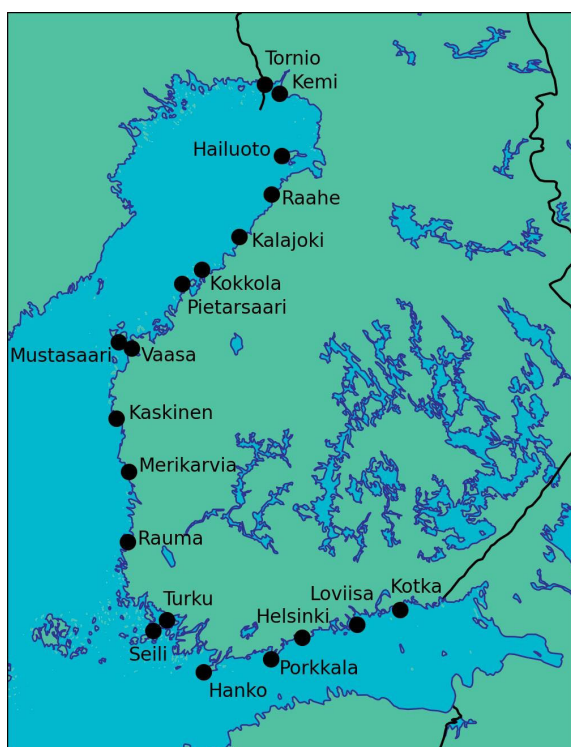 Tornio
Kemi
Hailuoto
Raahe
Kalajoki
Kokkola
Pietarsaari
Mustasaari
Vaasa
Kaskinen
Merikarvia
Rauma
Turku
Seili
Hanko
Porkkala
Helsinki
Loviisa
Kotka